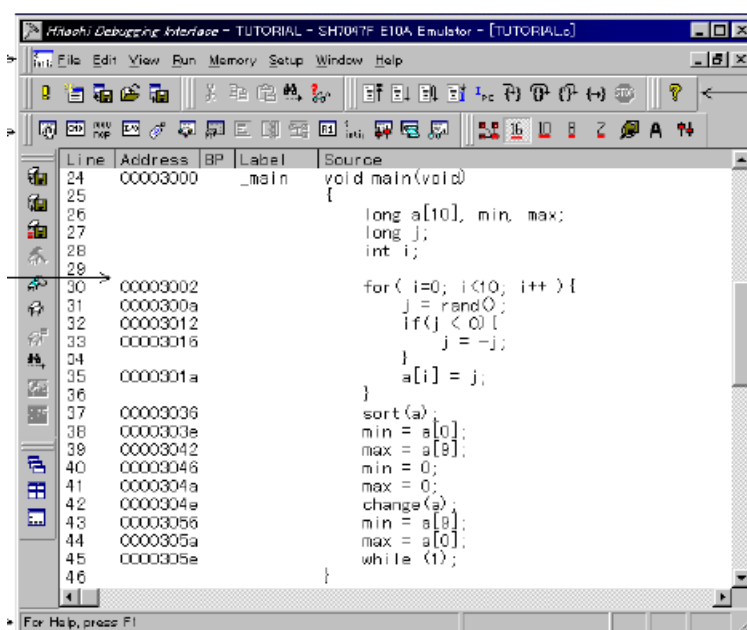 Hitachi Debugging Interface - TUTORIAL - SH7047F E10A Emulator - [TUTORIAL.c]
File Edit View Run Memory Setup Window Help
16 8 2 A
Line Address BP Label Source
24 00003000 _main void main(void)
25 {
26 long a[10], min, max;
27 long j;
28 int i;
29
30 00003002 for( i=0; i<10; i++ ){
31 0000300a j = rand();
32 00003012 if(j < 0){
33 00003016 j = -j;
34 }
35 0000301a a[i] = j;
36 }
37 00003036 sort(a);
38 0000303e min = a[0];
39 00003042 max = a[9];
40 00003046 min = 0;
41 0000304a max = 0;
42 0000304e change(a);
43 00003056 min = a[9];
44 0000305a max = a[0];
45 0000305e while (1);
46 }
For Help, press F1